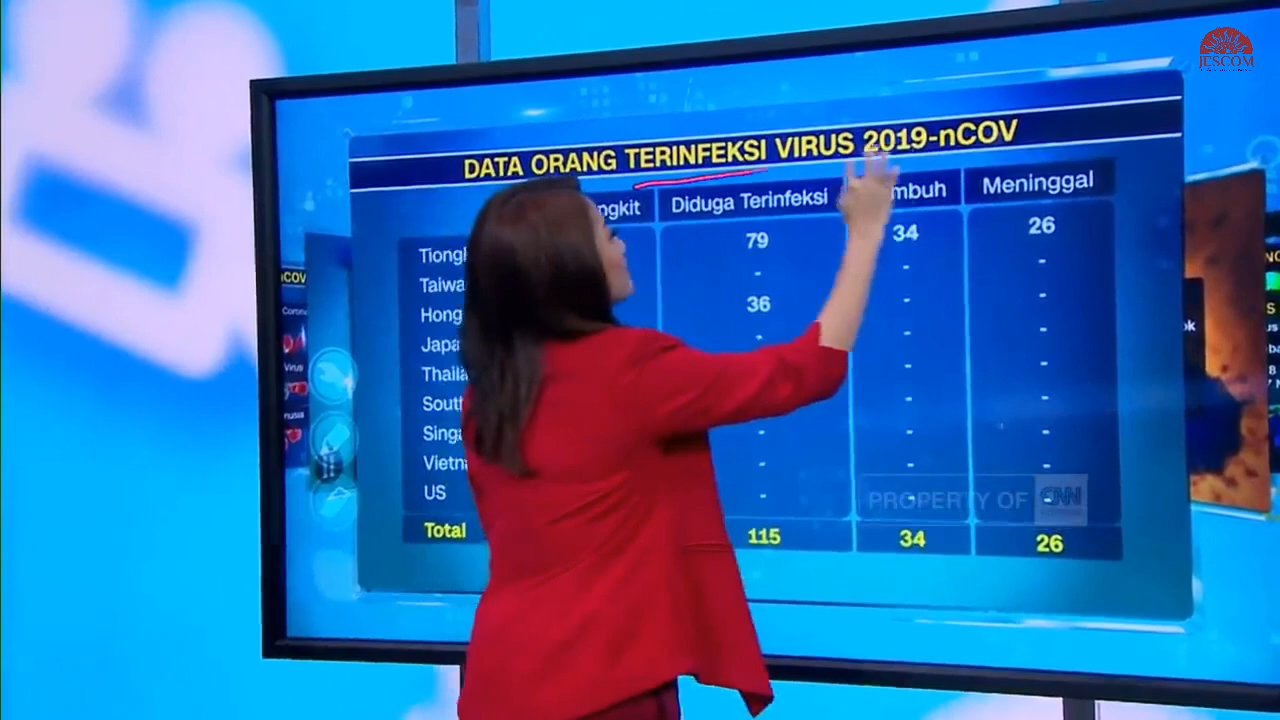 JESCOM
DATA ORANG TERINFEKSI VIRUS 2019-nCOV
Diduga Terinfeksi Meninggal
79 34 26
- - -
36 - -
- - -
- - -
- - -
- - -
- - -
US - - -
Total 115 34 26
PROPERTY OF CNN